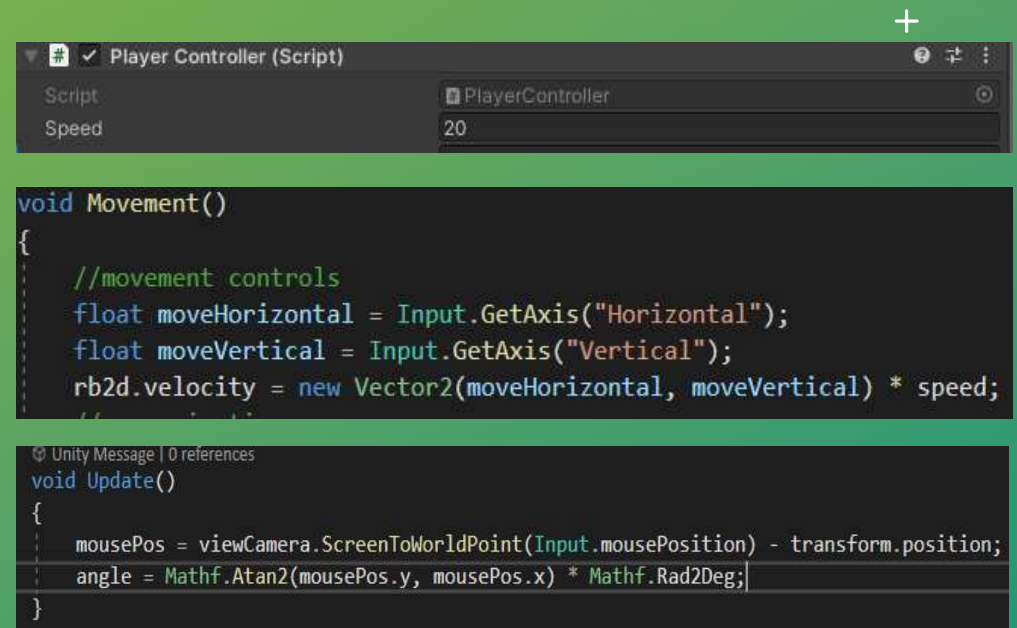 Player Controller (Script)
Script PlayerController
Speed 20
void Movement()
{
//movement controls
float moveHorizontal = Input.GetAxis("Horizontal");
float moveVertical = Input.GetAxis("Vertical");
rb2d.velocity = new Vector2(moveHorizontal, moveVertical) * speed;
Unity Message | 0 references
void Update()
{
mousePos = viewCamera.ScreenToWorldPoint(Input.mousePosition) - transform.position;
angle = Mathf.Atan2(mousePos.y, mousePos.x) * Mathf.Rad2Deg;
}